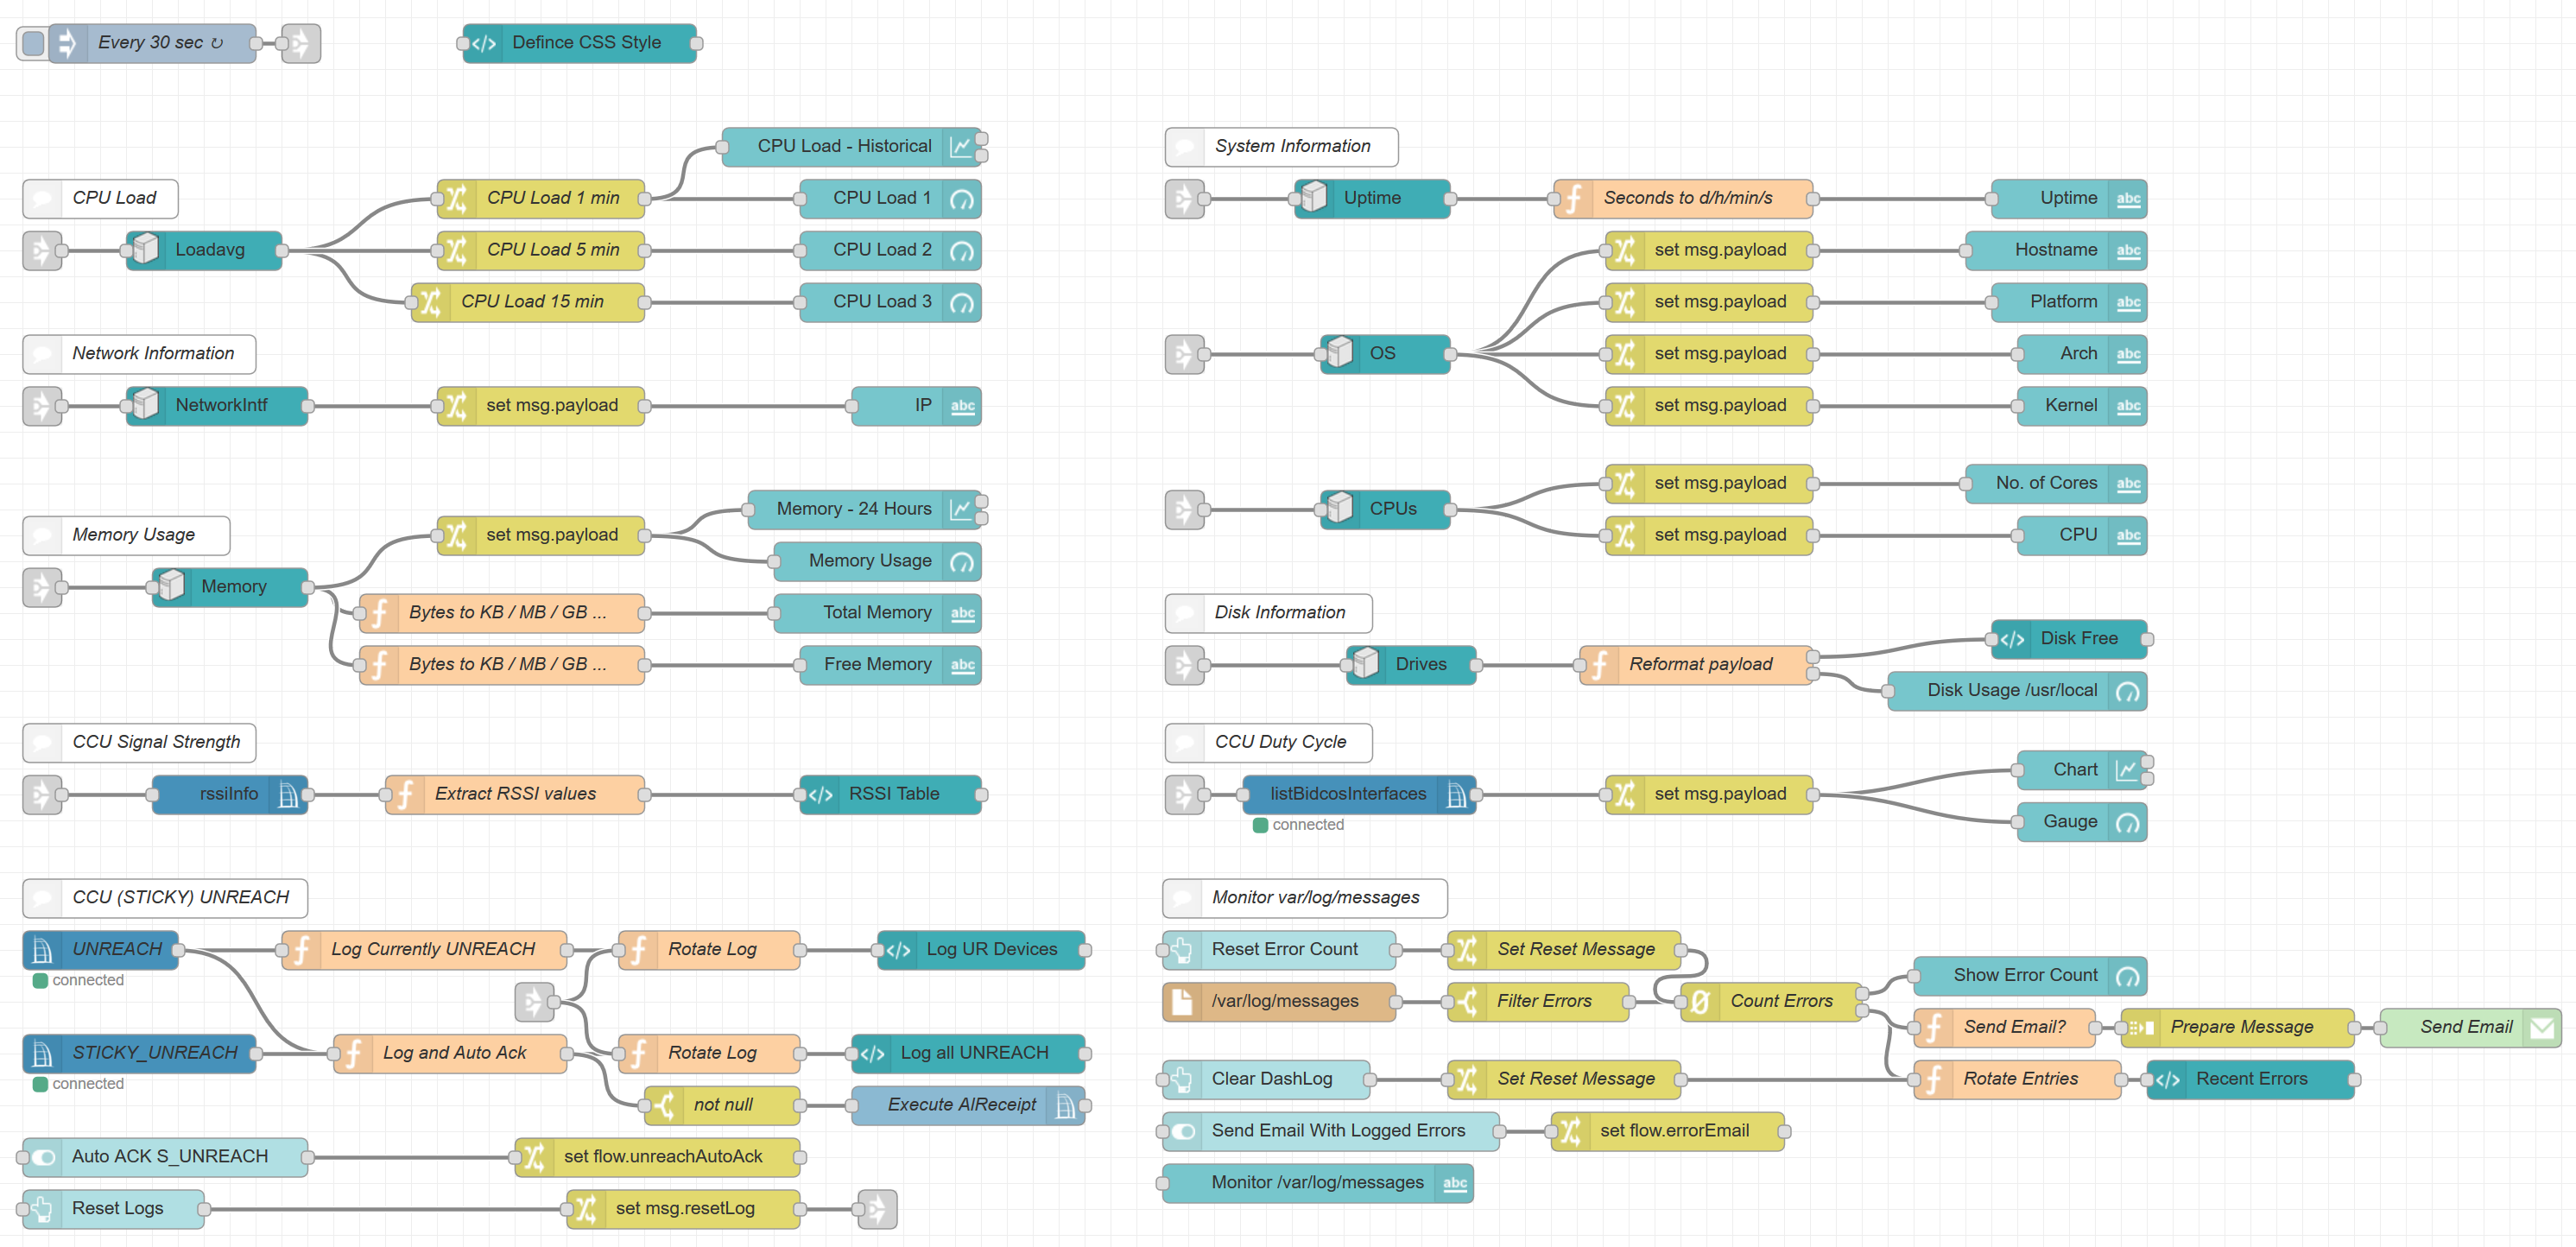 Every 30 sec ↻
Defince CSS Style
CPU Load - Historical
CPU Load
CPU Load 1 min
CPU Load 1
Loadavg
CPU Load 5 min
CPU Load 2
CPU Load 15 min
CPU Load 3
Network Information
NetworkIntf
set msg.payload
IP
abc
Memory - 24 Hours
Memory Usage
set msg.payload
Memory Usage
Memory
Bytes to KB / MB / GB ...
Total Memory
abc
Bytes to KB / MB / GB ...
Free Memory
abc
CCU Signal Strength
rssiInfo
Extract RSSI values
RSSI Table
CCU (STICKY) UNREACH
UNREACH
connected
Log Currently UNREACH
Rotate Log
Log UR Devices
STICKY_UNREACH
connected
Log and Auto Ack
Rotate Log
Log all UNREACH
not null
Execute AlReceipt
Auto ACK S_UNREACH
set flow.unreachAutoAck
Reset Logs
set msg.resetLog
System Information
Uptime
Seconds to d/h/min/s
Uptime
abc
set msg.payload
Hostname
abc
set msg.payload
Platform
abc
OS
set msg.payload
Arch
abc
set msg.payload
Kernel
abc
set msg.payload
No. of Cores
abc
CPUs
set msg.payload
CPU
abc
Disk Information
Disk Free
Drives
Reformat payload
Disk Usage /usr/local
CCU Duty Cycle
Chart
listBidcosInterfaces
connected
set msg.payload
Gauge
Monitor var/log/messages
Reset Error Count
Set Reset Message
Show Error Count
/var/log/messages
Filter Errors
Count Errors
Send Email?
Prepare Message
Send Email
Clear DashLog
Set Reset Message
Rotate Entries
Recent Errors
Send Email With Logged Errors
set flow.errorEmail
Monitor /var/log/messages
abc